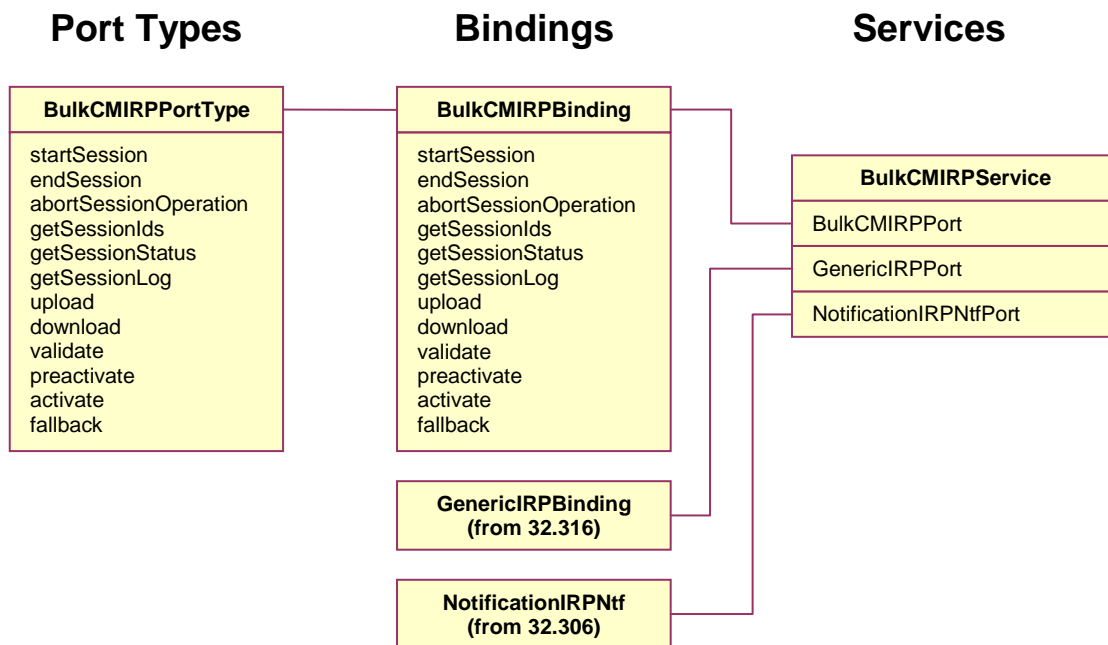 Port Types
Bindings
Services
BulkCMIRPPortType
startSession
endSession
abortSessionOperation
getSessionIds
getSessionStatus
getSessionLog
upload
download
validate
preactivate
activate
fallback
BulkCMIRPBinding
startSession
endSession
abortSessionOperation
getSessionIds
getSessionStatus
getSessionLog
upload
download
validate
preactivate
activate
fallback
GenericIRPBinding
(from 32.316)
NotificationIRPNtf
(from 32.306)
BulkCMIRPService
BulkCMIRPPort
GenericIRPPort
NotificationIRPNtfPort